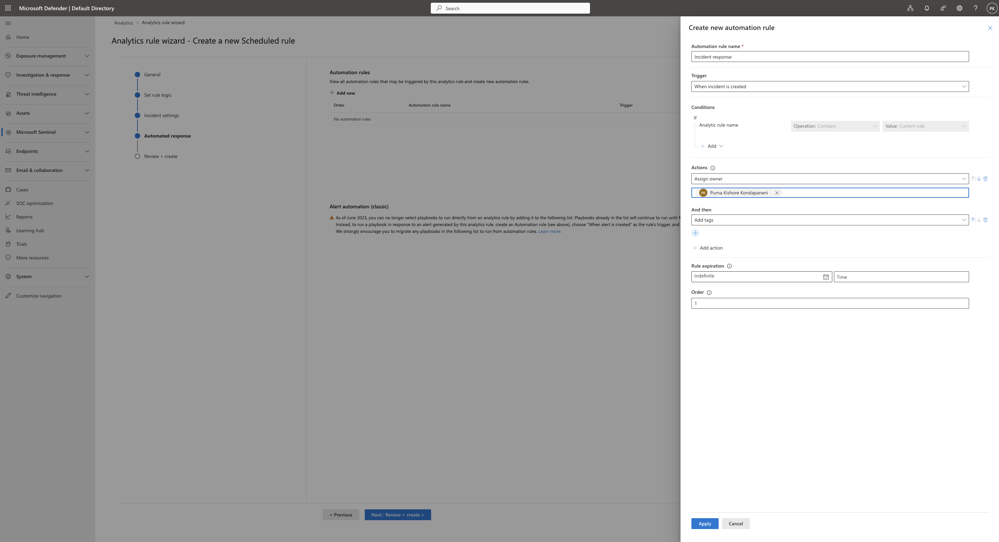 Microsoft Defender | Default Directory
Search
PK
Home
Exposure management
Investigation & response
Threat intelligence
Assets
Microsoft Sentinel
Endpoints
Email & collaboration
Cases
SOC optimization
Reports
Learning hub
Trials
More resources
System
Customize navigation
Analytics > Analytics rule wizard
Analytics rule wizard - Create a new Scheduled rule
General
Set rule logic
Incident settings
Automated response
Review + create
Automation rules
View all automation rules that may be triggered by this analytics rule and create new automation rules.
+ Add new
Order Automation rule name Trigger
No automation rules
Alert automation (classic)
As of June 2023, you can no longer select playbooks to run directly from an analytics rule by adding it to the following list. Playbooks already in the list will continue to run until
Instead, to run a playbook in response to an alert generated by this analytics rule, create an Automation rule (see above), choose "When alert is created" as the rule's trigger, and
We strongly encourage you to migrate any playbooks in the following list to run from automation rules. Learn more.
< Previous
Next : Review + create >
Create new automation rule
Automation rule name *
Incident response
Trigger
When incident is created
Conditions
If
Analytic rule name Operation: Contains Value: Current rule
+ Add
Actions
Assign owner
PK Purna Kishore Kondapaneni
And then
Add tags
+ Add action
Rule expiration
Indefinite Time
Order
1
Apply Cancel